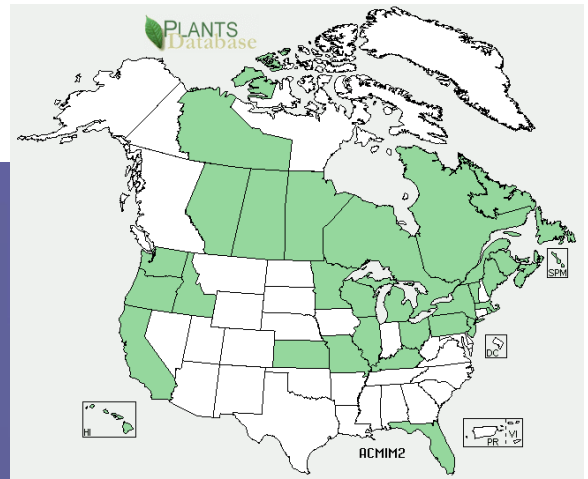 PLANTS
Database
SPM
DC
HI
PR VI
ACMIM2